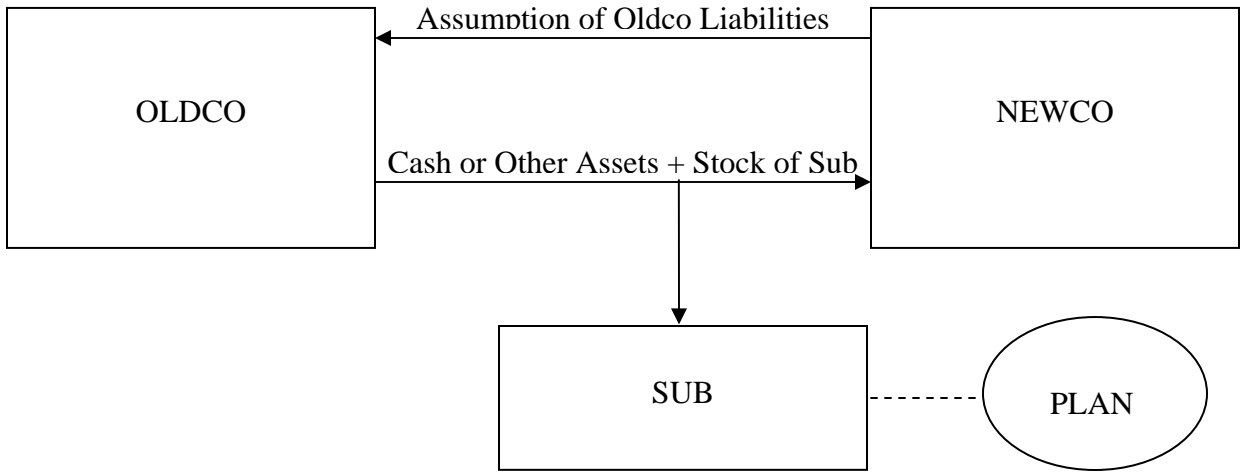 Assumption of Oldco Liabilities
OLDCO
NEWCO
Cash or Other Assets + Stock of Sub
SUB
PLAN